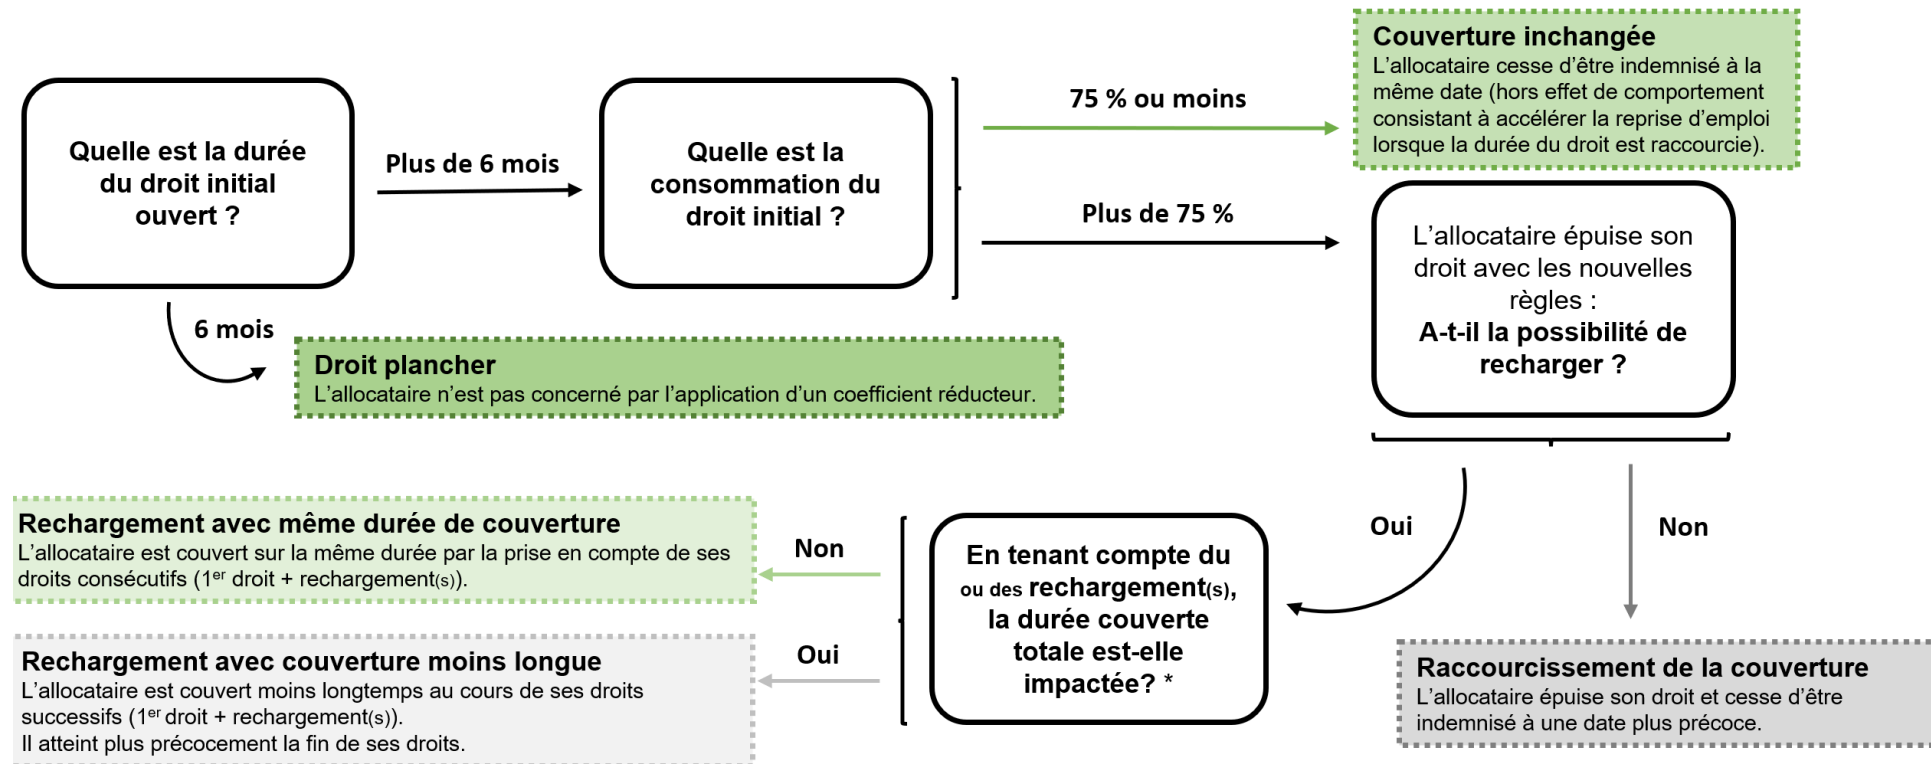 Quelle est la durée
du droit initial
ouvert ?
Plus de 6 mois
6 mois
Droit plancher
L’allocataire n’est pas concerné par l’application d’un coefficient réducteur.
Quelle est la
consommation du
droit initial ?
75 % ou moins
Couverture inchangée
L’allocataire cesse d’être indemnisé à la
même date (hors effet de comportement
consistant à accélérer la reprise d’emploi
lorsque la durée du droit est raccourcie).
Plus de 75 %
L’allocataire épuise son
droit avec les nouvelles
règles :
A-t-il la possibilité de
recharger ?
Oui
Non
Raccourcissement de la couverture
L’allocataire épuise son droit et cesse d’être
indemnisé à une date plus précoce.
En tenant compte du
ou des rechargement(s),
la durée couverte
totale est-elle
impactée? *
Non
Rechargement avec même durée de couverture
L’allocataire est couvert sur la même durée par la prise en compte de ses
droits consécutifs (1er droit + rechargement(s)).
Oui
Rechargement avec couverture moins longue
L’allocataire est couvert moins longtemps au cours de ses droits
successifs (1er droit + rechargement(s)).
Il atteint plus précocement la fin de ses droits.